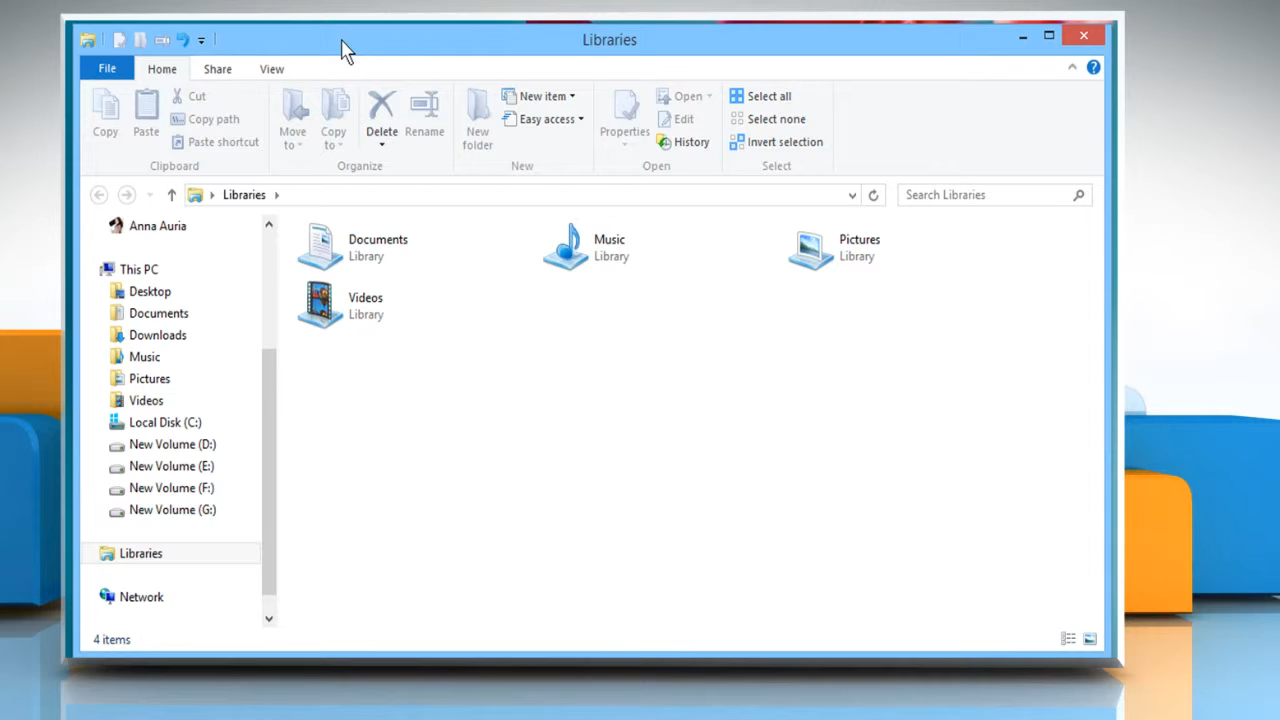 Libraries
File Home Share View
Copy
Paste
Cut
Copy path
Paste shortcut
Clipboard
Move to
Copy to
Delete
Rename
Organize
New folder
New item
Easy access
New
Properties
Open
Edit
History
Open
Select all
Select none
Invert selection
Select
Libraries
Search Libraries
Anna Auria
This PC
Desktop
Documents
Downloads
Music
Pictures
Videos
Local Disk (C:)
New Volume (D:)
New Volume (E:)
New Volume (F:)
New Volume (G:)
Libraries
Network
Documents
Library
Music
Library
Pictures
Library
Videos
Library
4 items